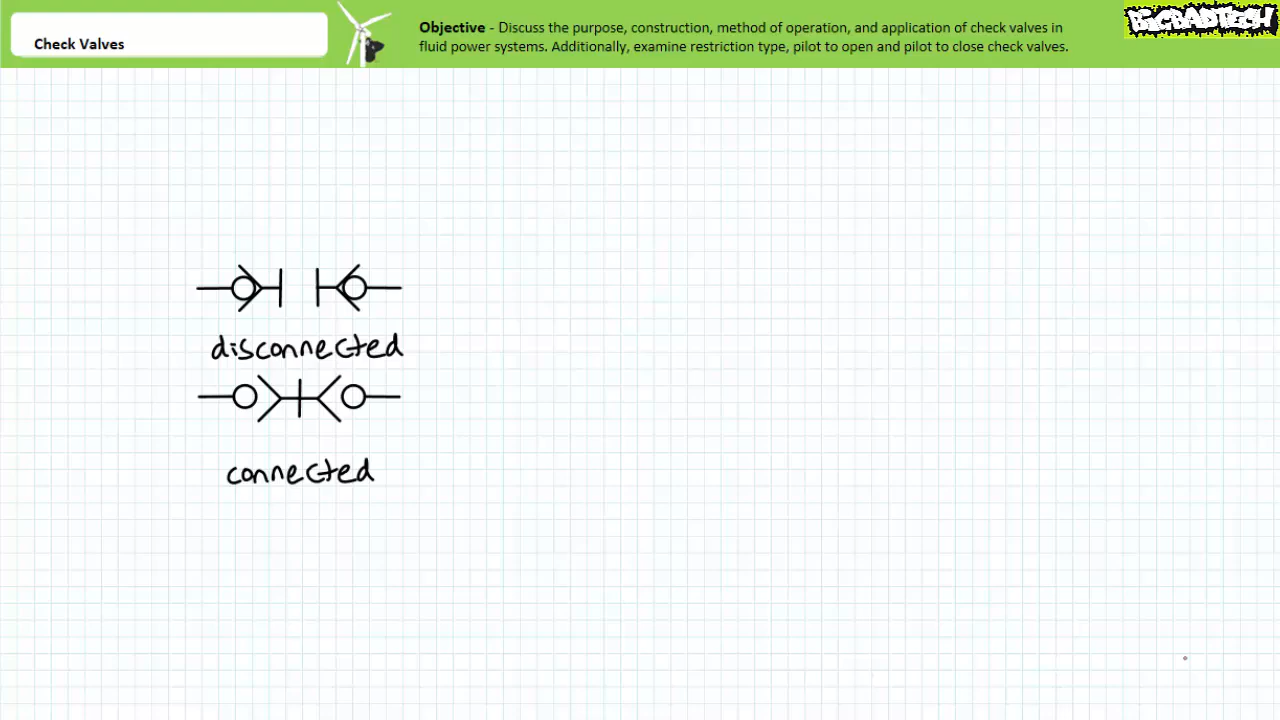 Check Valves
Objective - Discuss the purpose, construction, method of operation, and application of check valves in
fluid power systems. Additionally, examine restriction type, pilot to open and pilot to close check valves.
BIGBADTECH
disconnected
connected